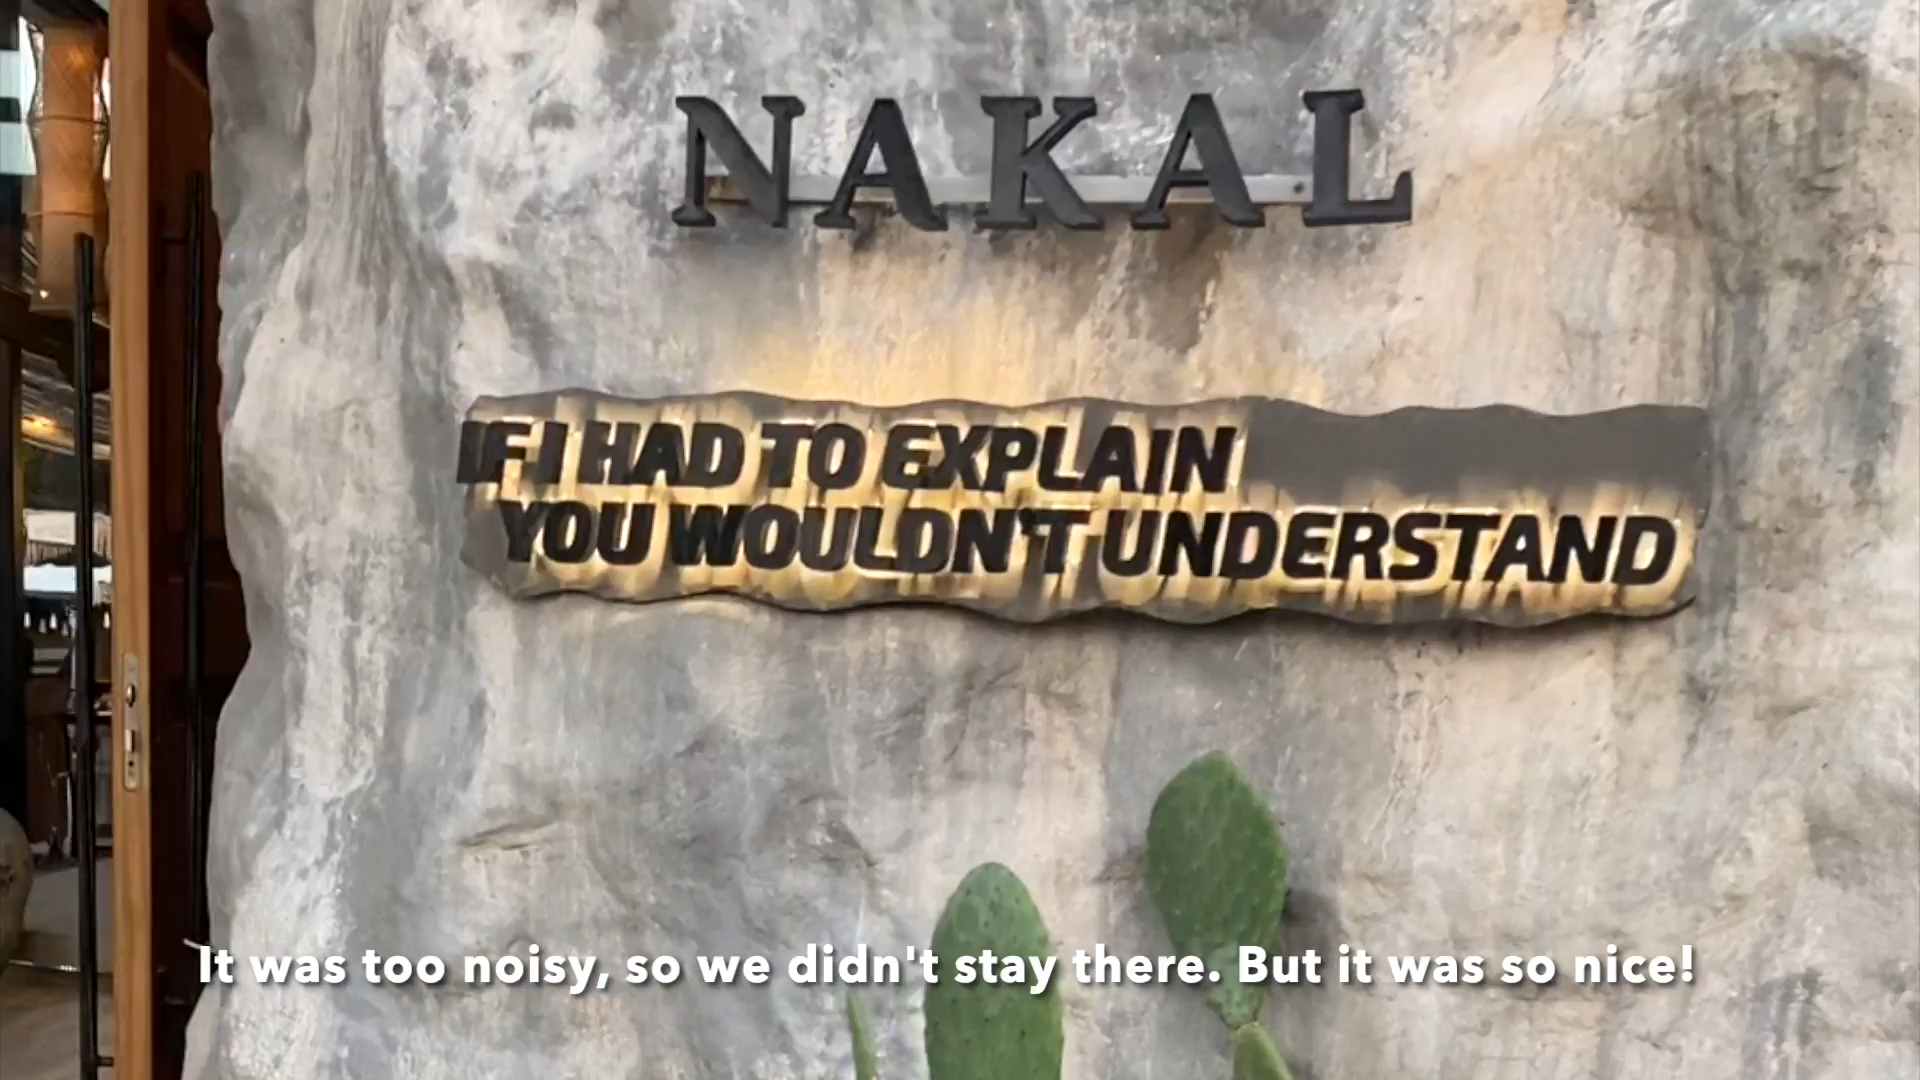 NAKAL
IF I HAD TO EXPLAIN
YOU WOULDN'T UNDERSTAND
It was too noisy, so we didn't stay there. But it was so nice!